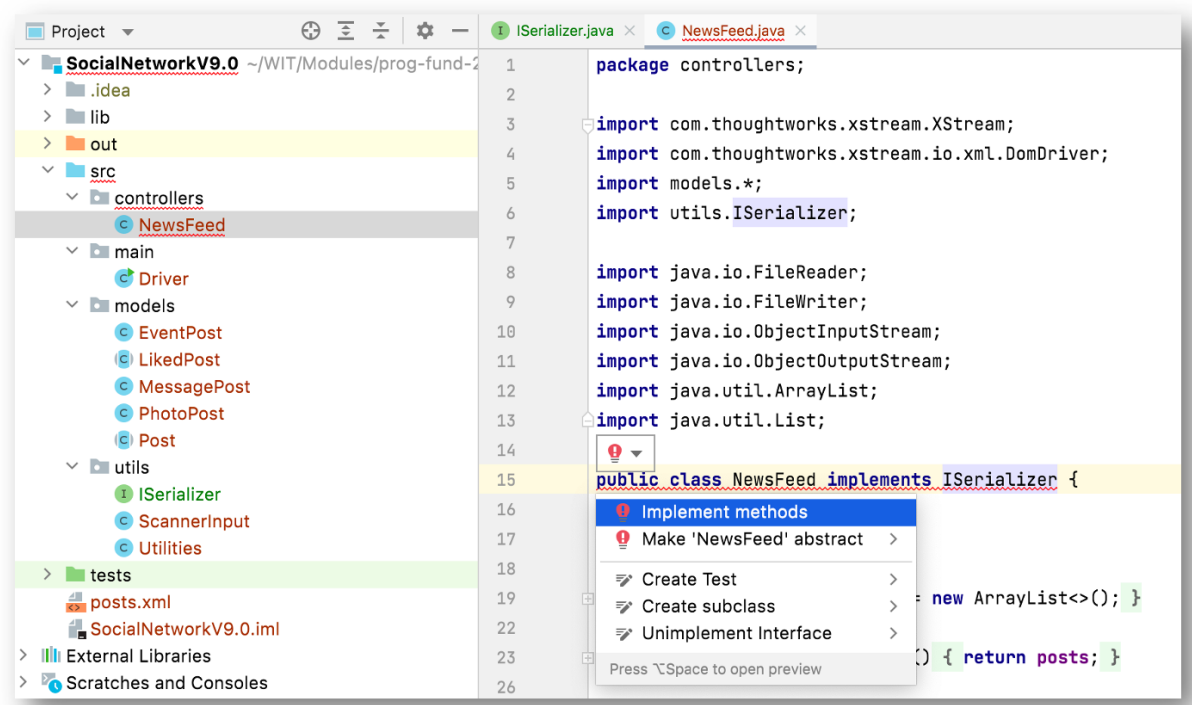 Project
SocialNetworkV9.0 ~/WIT/Modules/prog-fund-2
.idea
lib
out
src
controllers
NewsFeed
main
Driver
models
EventPost
LikedPost
MessagePost
PhotoPost
Post
utils
ISerializer
ScannerInput
Utilities
tests
posts.xml
SocialNetworkV9.0.iml
External Libraries
Scratches and Consoles
ISerializer.java NewsFeed.java
1 package controllers;
2
3 import com.thoughtworks.xstream.XStream;
4 import com.thoughtworks.xstream.io.xml.DomDriver;
5 import models.*;
6 import utils.ISerializer;
7
8 import java.io.FileReader;
9 import java.io.FileWriter;
10 import java.io.ObjectInputStream;
11 import java.io.ObjectOutputStream;
12 import java.util.ArrayList;
13 import java.util.List;
14
15 public class NewsFeed implements ISerializer {
16
17
18
19 = new ArrayList<>(); }
22
23 () { return posts; }
26
Implement methods
Make 'NewsFeed' abstract
Create Test
Create subclass
Unimplement Interface
Press ⌥Space to open preview